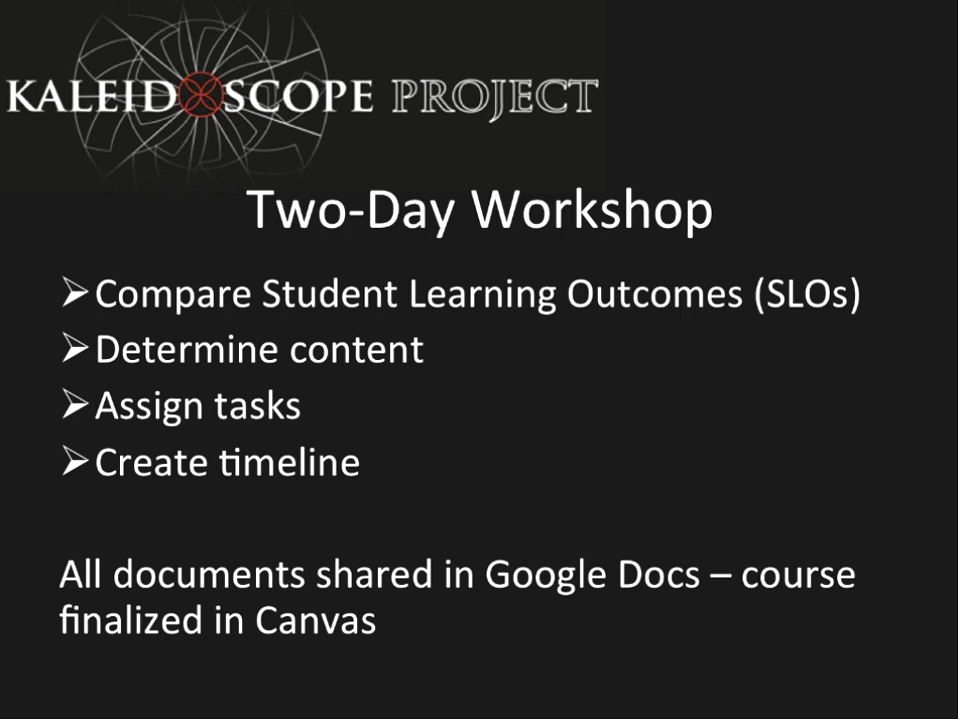 KALEIDOSCOPE PROJECT
Two-Day Workshop
➢Compare Student Learning Outcomes (SLOs)
➢Determine content
➢Assign tasks
➢Create timeline
All documents shared in Google Docs – course
finalized in Canvas